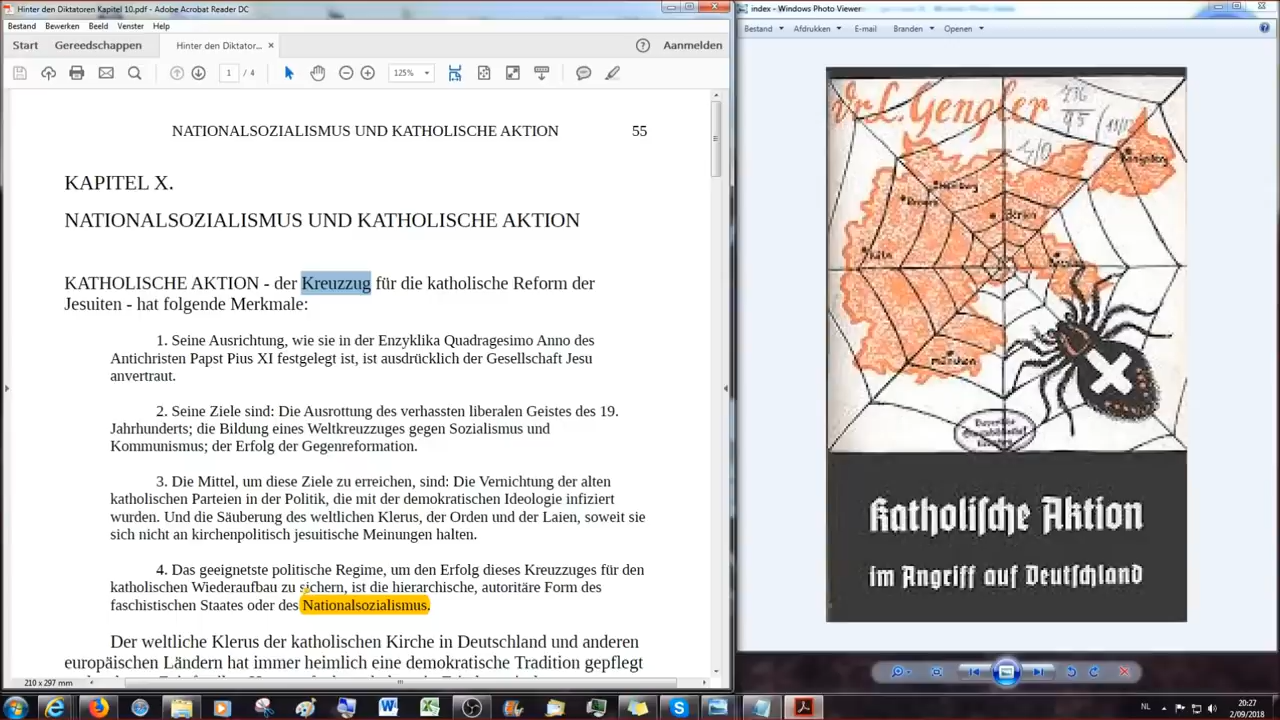 Hinter den Diktatoren Kapitel 10.pdf - Adobe Acrobat Reader DC
Bestand Bewerken Beeld Venster Help
Start Gereedschappen Hinter den Diktator... × Aanmelden
1 / 4 125%
NATIONALSOZIALISMUS UND KATHOLISCHE AKTION 55
KAPITEL X.
NATIONALSOZIALISMUS UND KATHOLISCHE AKTION
KATHOLISCHE AKTION - der Kreuzzug für die katholische Reform der
Jesuiten - hat folgende Merkmale:
1. Seine Ausrichtung, wie sie in der Enzyklika Quadragesimo Anno des
Antichristen Papst Pius XI festgelegt ist, ist ausdrücklich der Gesellschaft Jesu
anvertraut.
2. Seine Ziele sind: Die Ausrottung des verhassten liberalen Geistes des 19.
Jahrhunderts; die Bildung eines Weltkreuzzuges gegen Sozialismus und
Kommunismus; der Erfolg der Gegenreformation.
3. Die Mittel, um diese Ziele zu erreichen, sind: Die Vernichtung der alten
katholischen Parteien in der Politik, die mit der demokratischen Ideologie infiziert
wurden. Und die Säuberung des weltlichen Klerus, der Orden und der Laien, soweit sie
sich nicht an kirchenpolitisch jesuitische Meinungen halten.
4. Das geeignetste politische Regime, um den Erfolg dieses Kreuzzuges für den
katholischen Wiederaufbau zu sichern, ist die hierarchische, autoritäre Form des
faschistischen Staates oder des Nationalsozialismus.
Der weltliche Klerus der katholischen Kirche in Deutschland und anderen
europäischen Ländern hat immer heimlich eine demokratische Tradition gepflegt
210 x 297 mm
index - Windows Photo Viewer
Bestand Afdrukken E-mail Branden Openen
Dr L. Gengler
Königsberg
Hamburg
Bremen
Berlin
Köln
München
Katholische Aktion
im Angriff auf Deutschland
NL 20:27
2/09/2018